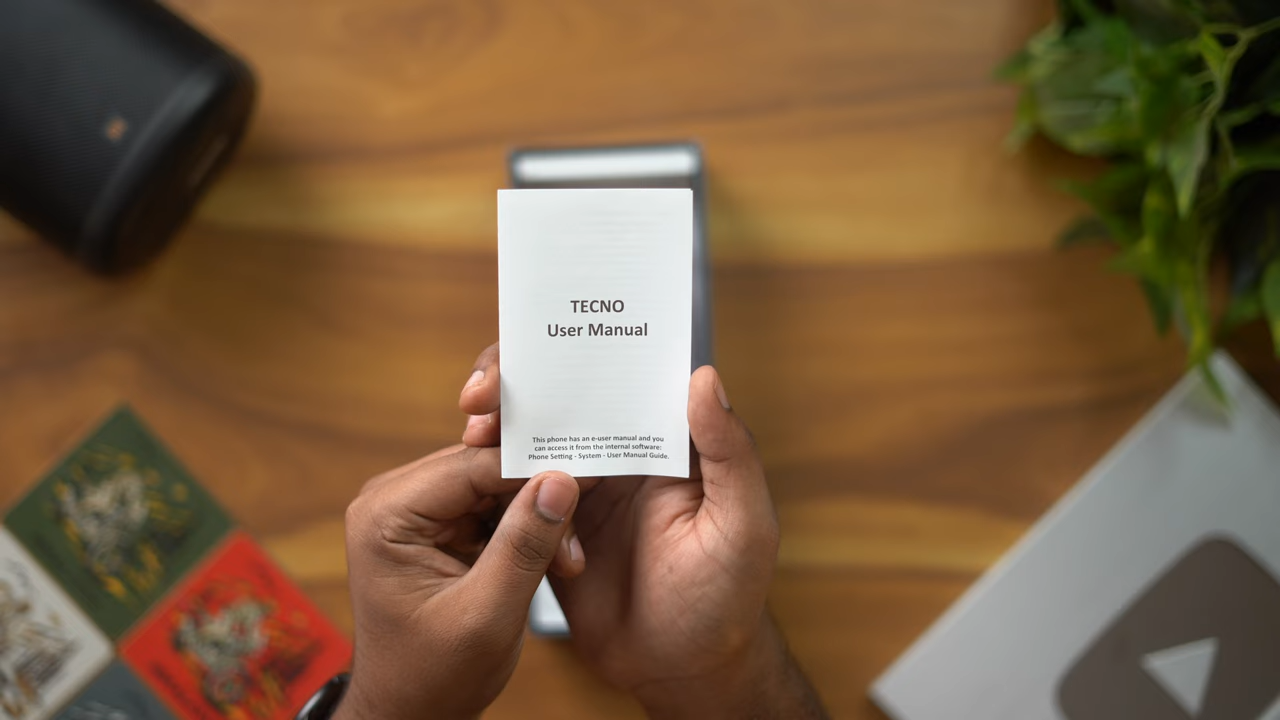 TECNO
User Manual
This phone has an e-user manual and you
can access it from the internal software:
Phone Setting - System - User Manual Guide.